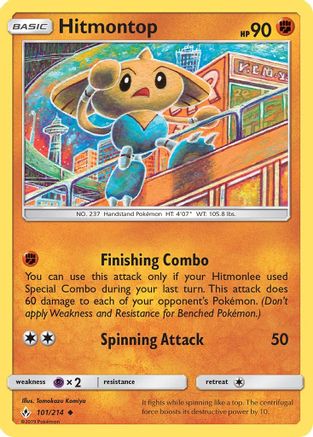 BASIC Hitmontop HP 90
NO. 237 Handstand Pokémon HT: 4'07" WT: 105.8 lbs.
Finishing Combo
You can use this attack only if your Hitmonlee used
Special Combo during your last turn. This attack does
60 damage to each of your opponent's Pokémon. (Don't
apply Weakness and Resistance for Benched Pokémon.)
Spinning Attack 50
weakness ×2 resistance retreat
Illus. Tomokazu Komiya
101/214
©2019 Pokémon
It fights while spinning like a top. The centrifugal
force boosts its destructive power by 10.